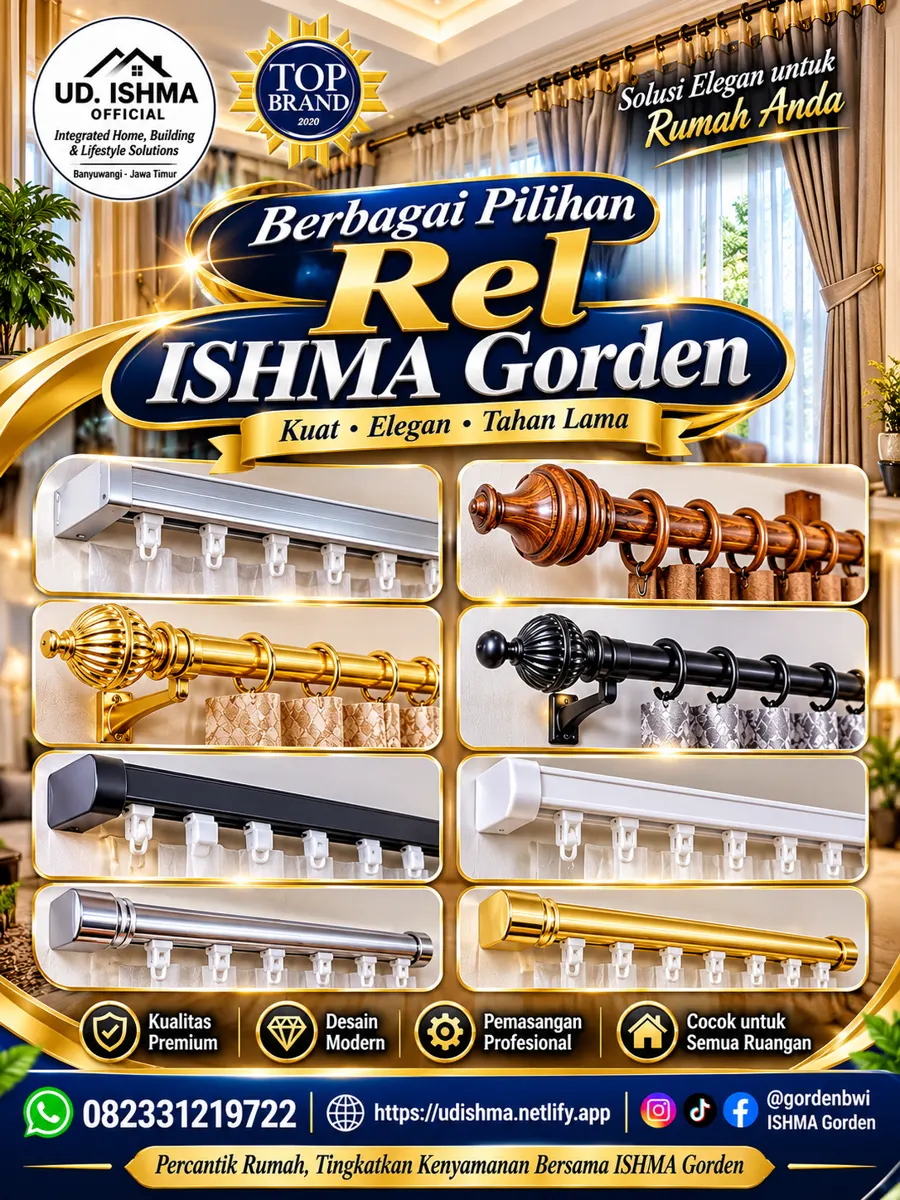 UD. ISHMA
OFFICIAL
Integrated Home, Building
& Lifestyle Solutions
Banyuwangi - Jawa Timur
TOP
BRAND
2020
Solusi Elegan untuk
Rumah Anda
Berbagai Pilihan
Rel
ISHMA Gorden
Kuat • Elegan • Tahan Lama
Kualitas
Premium
Desain
Modern
Pemasangan
Profesional
Cocok untuk
Semua Ruangan
082331219722
https://udishma.netlify.app
@gordenbwi
ISHMA Gorden
Percantik Rumah, Tingkatkan Kenyamanan Bersama ISHMA Gorden